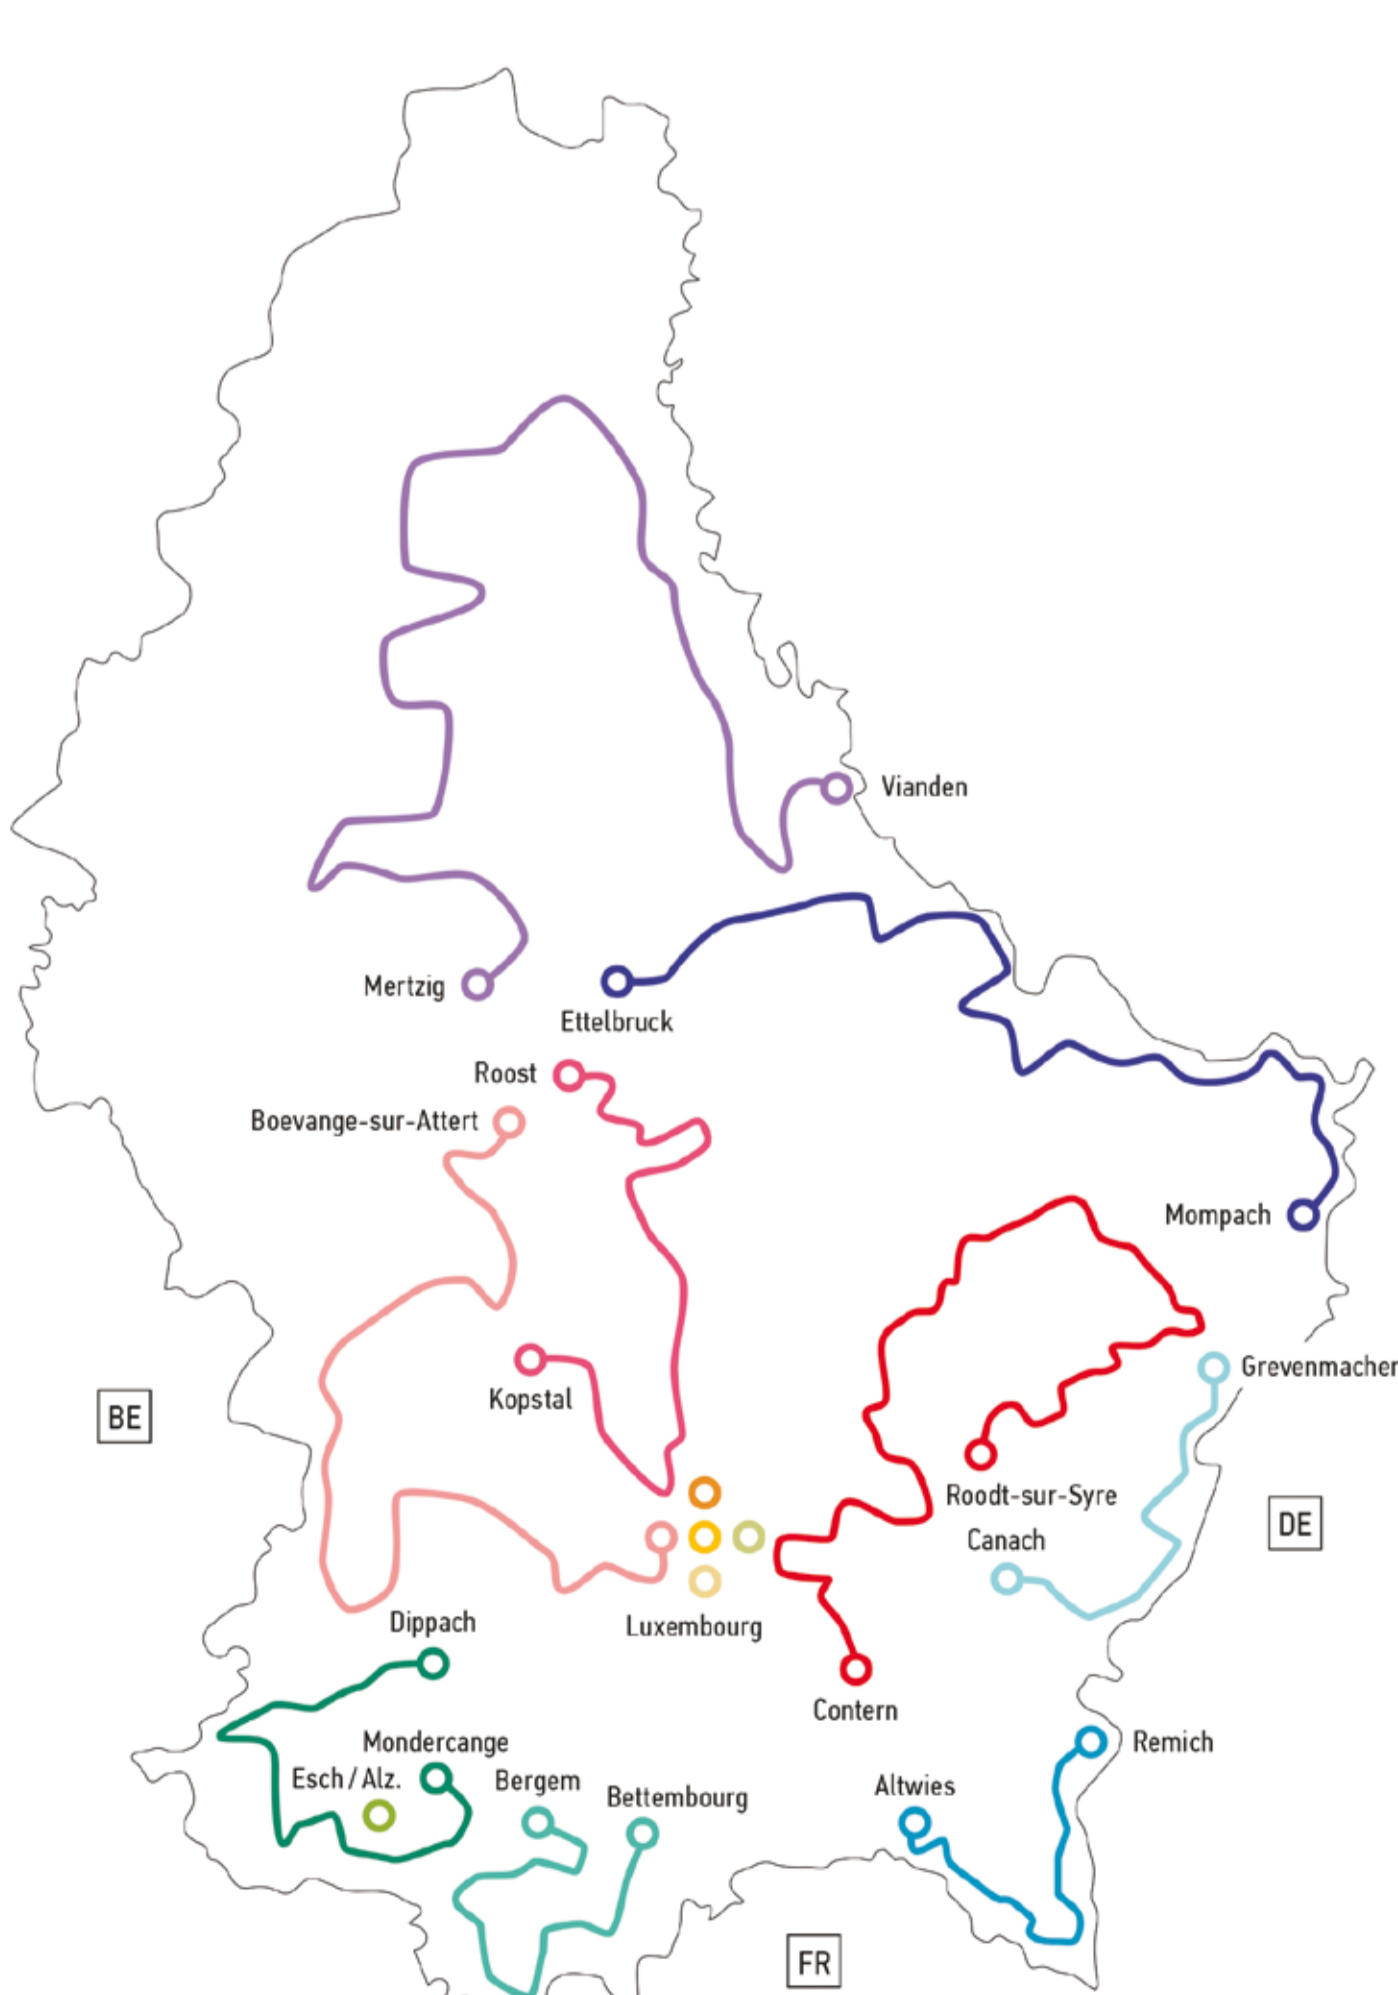 Vianden
Mertzig
Ettelbruck
Roost
Boevange-sur-Attert
Mompach
Grevenmacher
Kopstal
BE
Roodt-sur-Syre
DE
Canach
Dippach
Luxembourg
Contern
Mondercange
Remich
Esch / Alz.
Bergem
Altwies
Bettembourg
FR